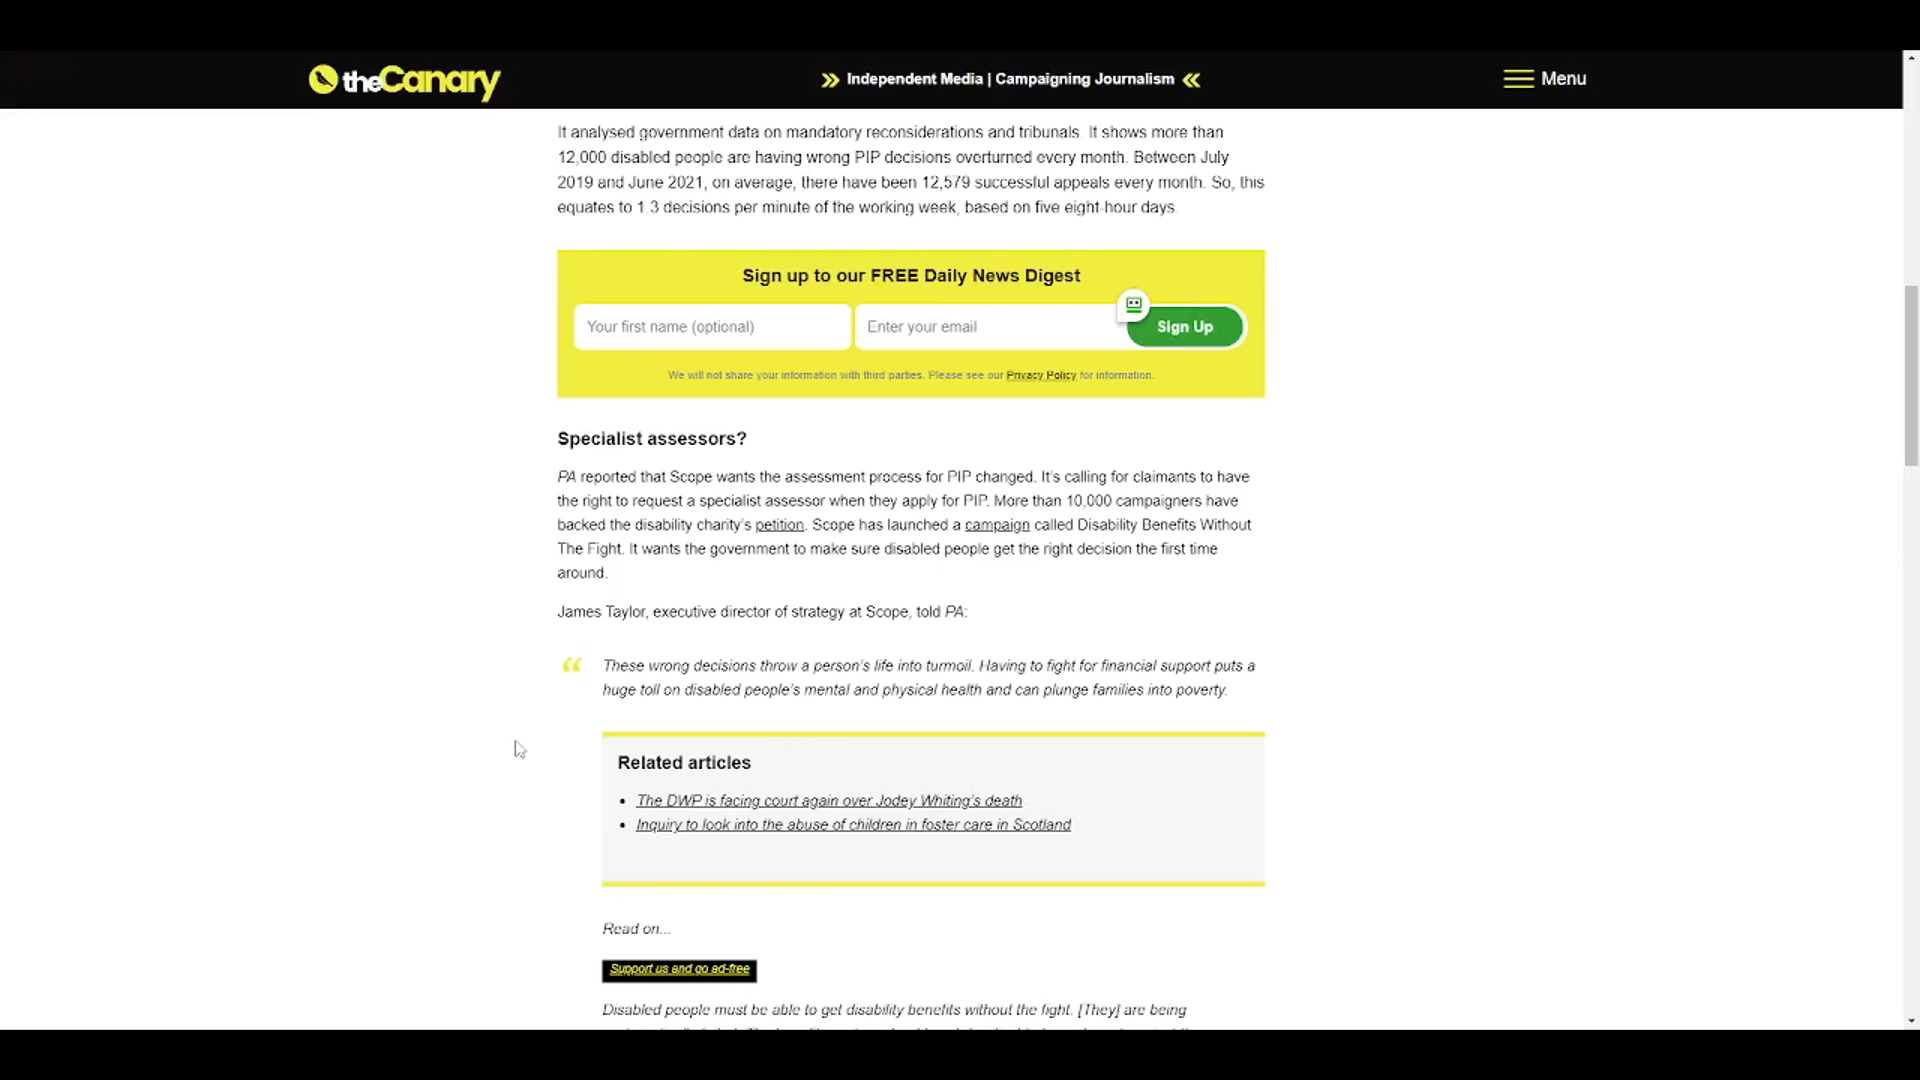 theCanary
Independent Media | Campaigning Journalism
Menu
It analysed government data on mandatory reconsiderations and tribunals. It shows more than
12,000 disabled people are having wrong PIP decisions overturned every month. Between July
2019 and June 2021, on average, there have been 12,579 successful appeals every month. So, this
equates to 1.3 decisions per minute of the working week, based on five eight-hour days.
Sign up to our FREE Daily News Digest
Your first name (optional)
Enter your email
Sign Up
We will not share your information with third parties. Please see our Privacy Policy for information.
Specialist assessors?
PA reported that Scope wants the assessment process for PIP changed. It's calling for claimants to have
the right to request a specialist assessor when they apply for PIP. More than 10,000 campaigners have
backed the disability charity's petition. Scope has launched a campaign called Disability Benefits Without
The Fight. It wants the government to make sure disabled people get the right decision the first time
around.
James Taylor, executive director of strategy at Scope, told PA:
“ These wrong decisions throw a person's life into turmoil. Having to fight for financial support puts a
huge toll on disabled people's mental and physical health and can plunge families into poverty.
Related articles
• The DWP is facing court again over Jodey Whiting's death
• Inquiry to look into the abuse of children in foster care in Scotland
Read on...
Support us and go ad-free
Disabled people must be able to get disability benefits without the fight. [They] are being